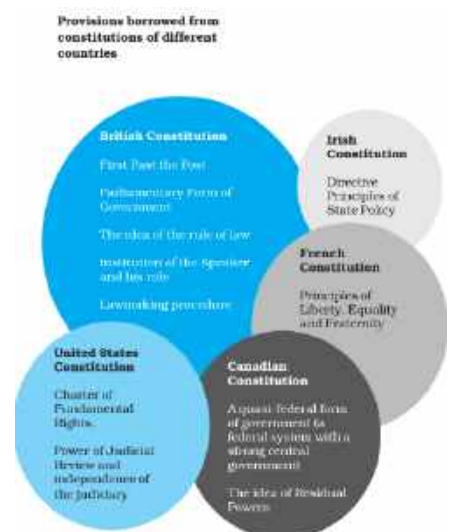 Provisions borrowed from
constitutions of different
countries
British Constitution
First Past the Post
Parliamentary Form of
Government
The idea of the rule of law
Institution of the Speaker
and his role
Lawmaking procedure
Irish
Constitution
Directive
Principles of
State Policy
French
Constitution
Principles of
Liberty, Equality
and Fraternity
United States
Constitution
Charter of
Fundamental
Rights,
Power of Judicial
Review and
independence of
the Judiciary
Canadian
Constitution
A quasi-federal form
of government (a
federal system with a
strong central
government)
The idea of Residual
Powers